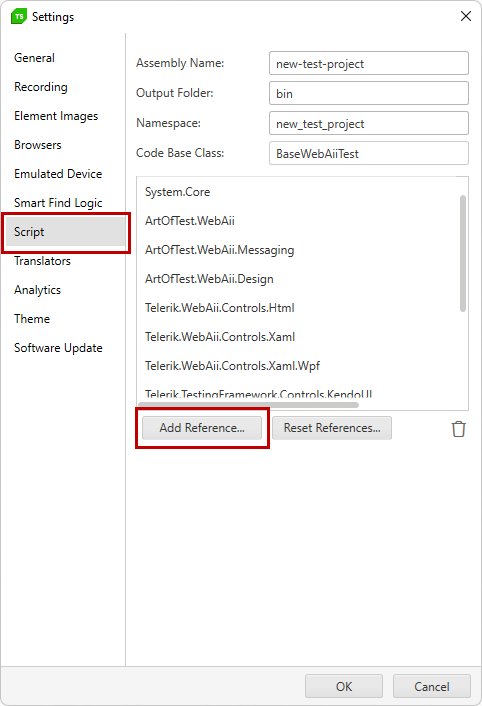 TS Settings
General
Recording
Element Images
Browsers
Emulated Device
Smart Find Logic
Script
Translators
Analytics
Theme
Software Update
Assembly Name: new-test-project
Output Folder: bin
Namespace: new_test_project
Code Base Class: BaseWebAiiTest
System.Core
ArtOfTest.WebAii
ArtOfTest.WebAii.Messaging
ArtOfTest.WebAii.Design
Telerik.WebAii.Controls.Html
Telerik.WebAii.Controls.Xaml
Telerik.WebAii.Controls.Xaml.Wpf
Telerik.TestingFramework.Controls.KendoUI
Add Reference... Reset References...
OK Cancel